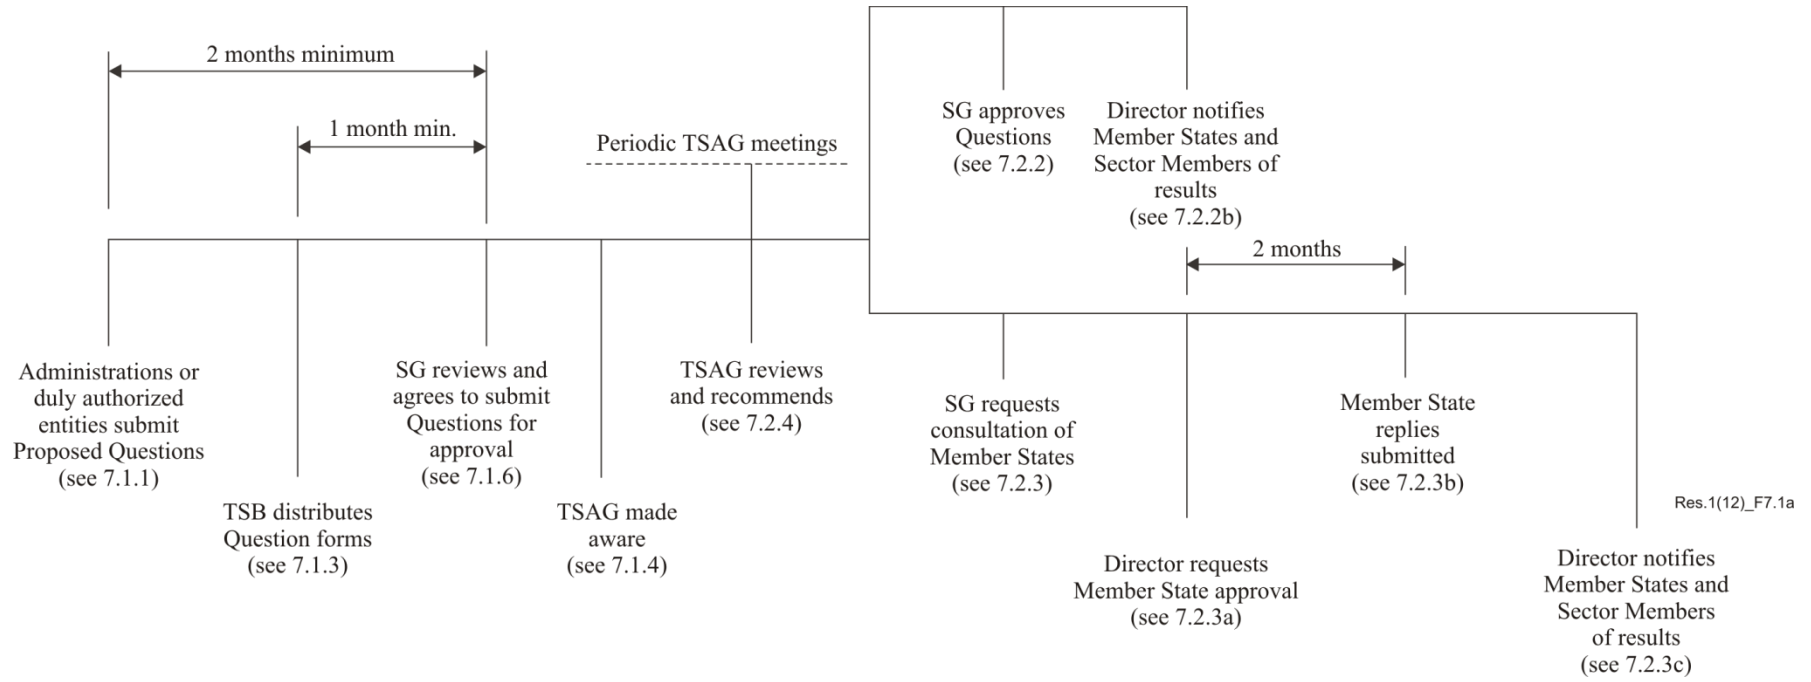 2 months minimum
1 month min.
Periodic TSAG meetings
SG approves
Questions
(see 7.2.2)
Director notifies
Member States and
Sector Members of
results
(see 7.2.2b)
2 months
Administrations or
duly authorized
entities submit
Proposed Questions
(see 7.1.1)
TSB distributes
Question forms
(see 7.1.3)
SG reviews and
agrees to submit
Questions for
approval
(see 7.1.6)
TSAG made
aware
(see 7.1.4)
TSAG reviews
and recommends
(see 7.2.4)
SG requests
consultation of
Member States
(see 7.2.3)
Director requests
Member State approval
(see 7.2.3a)
Member State
replies
submitted
(see 7.2.3b)
Director notifies
Member States and
Sector Members
of results
(see 7.2.3c)
Res.1(12)_F7.1a